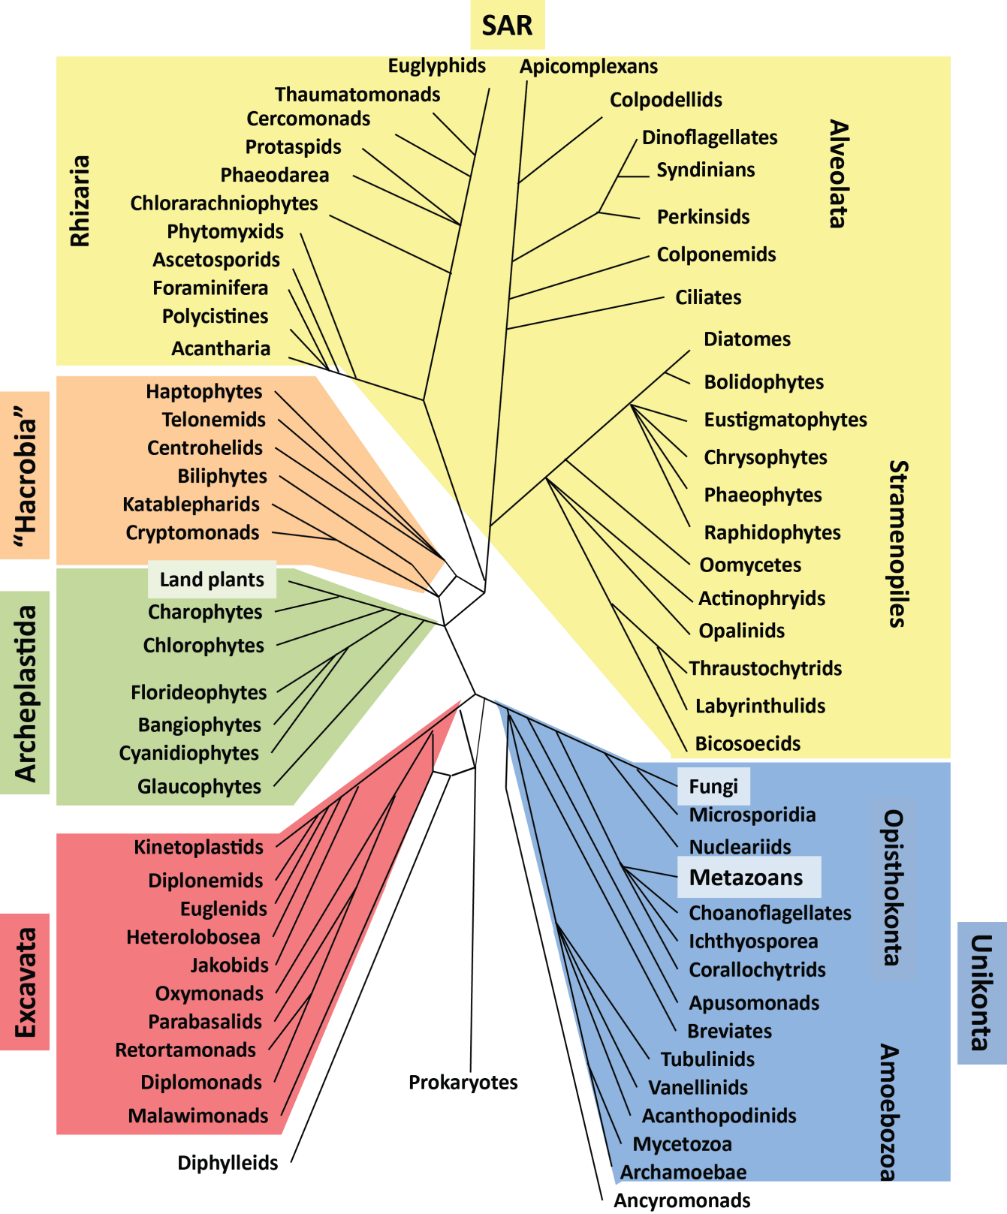 SAR
Euglyphids
Thaumatomonads
Cercomonads
Protaspids
Phaeodarea
Chlorarachniophytes
Phytomyxids
Ascetosporids
Foraminifera
Polycistines
Acantharia
Rhizaria
Apicomplexans
Colpodellids
Dinoflagellates
Syndinians
Perkinsids
Colponemids
Ciliates
Alveolata
Diatomes
Bolidophytes
Eustigmatophytes
Chrysophytes
Phaeophytes
Raphidophytes
Oomycetes
Actinophryids
Opalinids
Thraustochytrids
Labyrinthulids
Bicosoecids
Stramenopiles
"Hacrobia"
Haptophytes
Telonemids
Centrohelids
Biliphytes
Katablepharids
Cryptomonads
Archeplastida
Land plants
Charophytes
Chlorophytes
Florideophytes
Bangiophytes
Cyanidiophytes
Glaucophytes
Excavata
Kinetoplastids
Diplonemids
Euglenids
Heterolobosea
Jakobids
Oxymonads
Parabasalids
Retortamonads
Diplomonads
Malawimonads
Diphylleids
Prokaryotes
Fungi
Microsporidia
Nucleariids
Metazoans
Choanoflagellates
Ichthyosporea
Corallochytrids
Apusomonads
Breviates
Opisthokonta
Tubulinids
Vanellinids
Acanthopodinids
Mycetozoa
Archamoebae
Ancyromonads
Amoebozoa
Unikonta